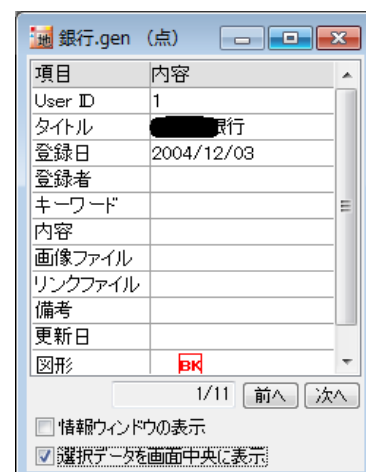 地 銀行.gen （点）
項目 内容
User ID 1
タイトル 銀行
登録日 2004/12/03
登録者
キーワード
内容
画像ファイル
リンクファイル
備考
更新日
図形 BK
1/11 前へ 次へ
情報ウィンドウの表示
選択データを画面中央に表示